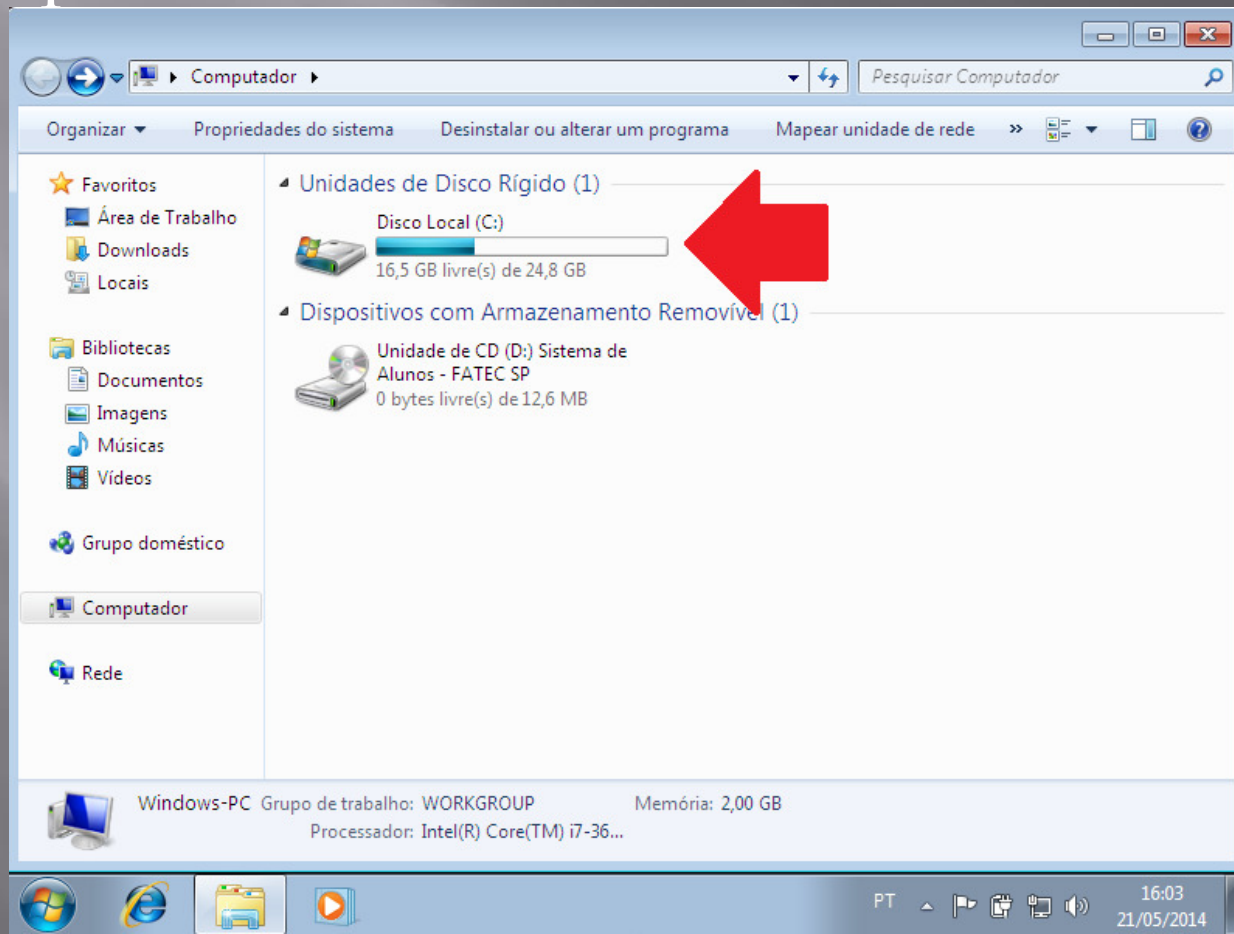 Computador
Pesquisar Computador
Organizar
Propriedades do sistema
Desinstalar ou alterar um programa
Mapear unidade de rede
»
Favoritos
Área de Trabalho
Downloads
Locais
Bibliotecas
Documentos
Imagens
Músicas
Vídeos
Grupo doméstico
Computador
Rede
Unidades de Disco Rígido (1)
Disco Local (C:)
16,5 GB livre(s) de 24,8 GB
Dispositivos com Armazenamento Removível (1)
Unidade de CD (D:) Sistema de
Alunos - FATEC SP
0 bytes livre(s) de 12,6 MB
Windows-PC Grupo de trabalho: WORKGROUP Memória: 2,00 GB
Processador: Intel(R) Core(TM) i7-36...
PT
16:03
21/05/2014